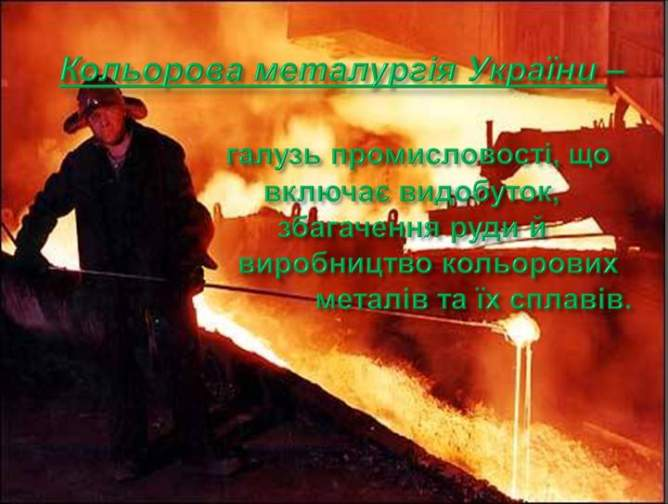 Кольорова металургія України –
галузь промисловості, що
включає видобуток,
збагачення руди й
виробництво кольорових
металів та їх сплавів.